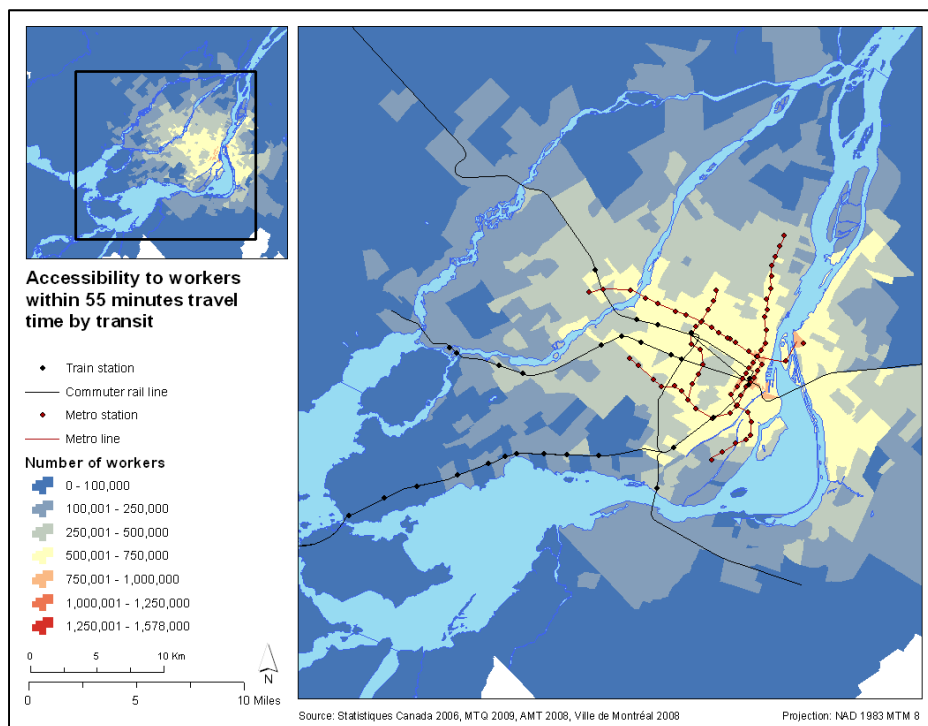 Accessibility to workers
within 55 minutes travel
time by transit
Train station
Commuter rail line
Metro station
Metro line
Number of workers
0 - 100,000
100,001 - 250,000
250,001 - 500,000
500,001 - 750,000
750,001 - 1,000,000
1,000,001 - 1,250,000
1,250,001 - 1,578,000
0 5 10 Km
N
0 5 10 Miles
Source: Statistiques Canada 2006, MTQ 2009, AMT 2008, Ville de Montréal 2008 Projection: NAD 1983 MTM 8